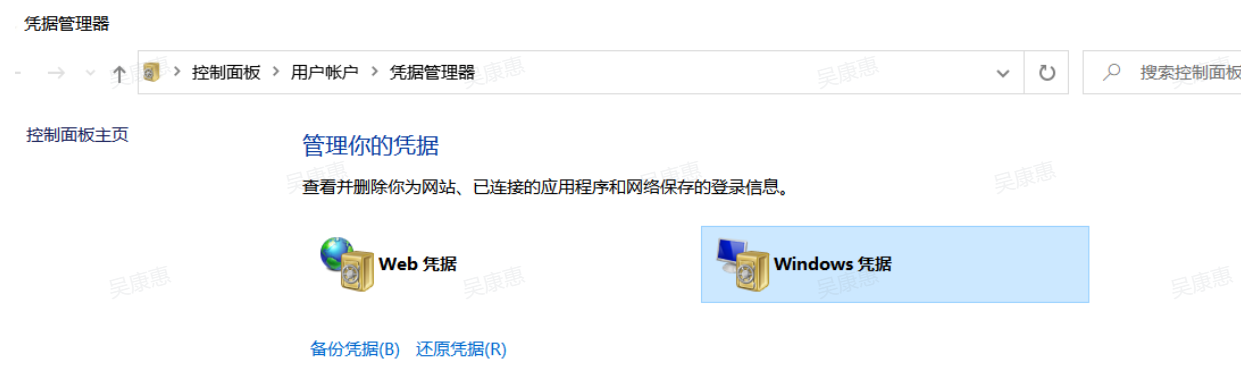 凭据管理器
控制面板 > 用户帐户 > 凭据管理器
搜索控制面板
控制面板主页
管理你的凭据
查看并删除你为网站、已连接的应用程序和网络保存的登录信息。
Web 凭据
Windows 凭据
备份凭据(B) 还原凭据(R)
吴康惠
吴康惠
吴康惠
吴康惠
吴康惠
吴康惠
吴康惠
吴康惠
吴康惠
吴康惠
吴康惠